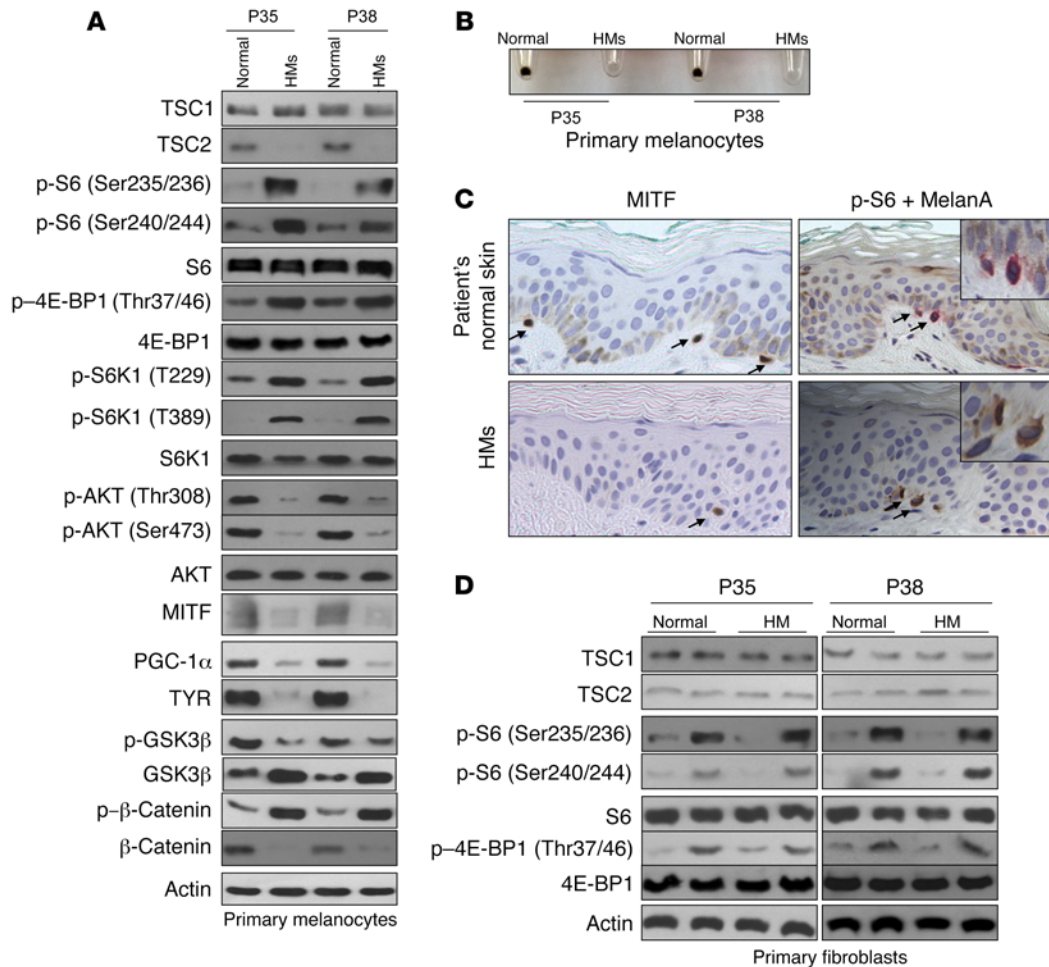 A
P35 P38
Normal HMs Normal HMs
TSC1
TSC2
p-S6 (Ser235/236)
p-S6 (Ser240/244)
S6
p–4E-BP1 (Thr37/46)
4E-BP1
p-S6K1 (T229)
p-S6K1 (T389)
S6K1
p-AKT (Thr308)
p-AKT (Ser473)
AKT
MITF
PGC-1α
TYR
p-GSK3β
GSK3β
p–β-Catenin
β-Catenin
Actin
Primary melanocytes
B
Normal HMs Normal HMs
P35 P38
Primary melanocytes
C
MITF p-S6 + MelanA
Patient's
normal skin
HMs
D
P35 P38
Normal HM Normal HM
TSC1
TSC2
p-S6 (Ser235/236)
p-S6 (Ser240/244)
S6
p–4E-BP1 (Thr37/46)
4E-BP1
Actin
Primary fibroblasts